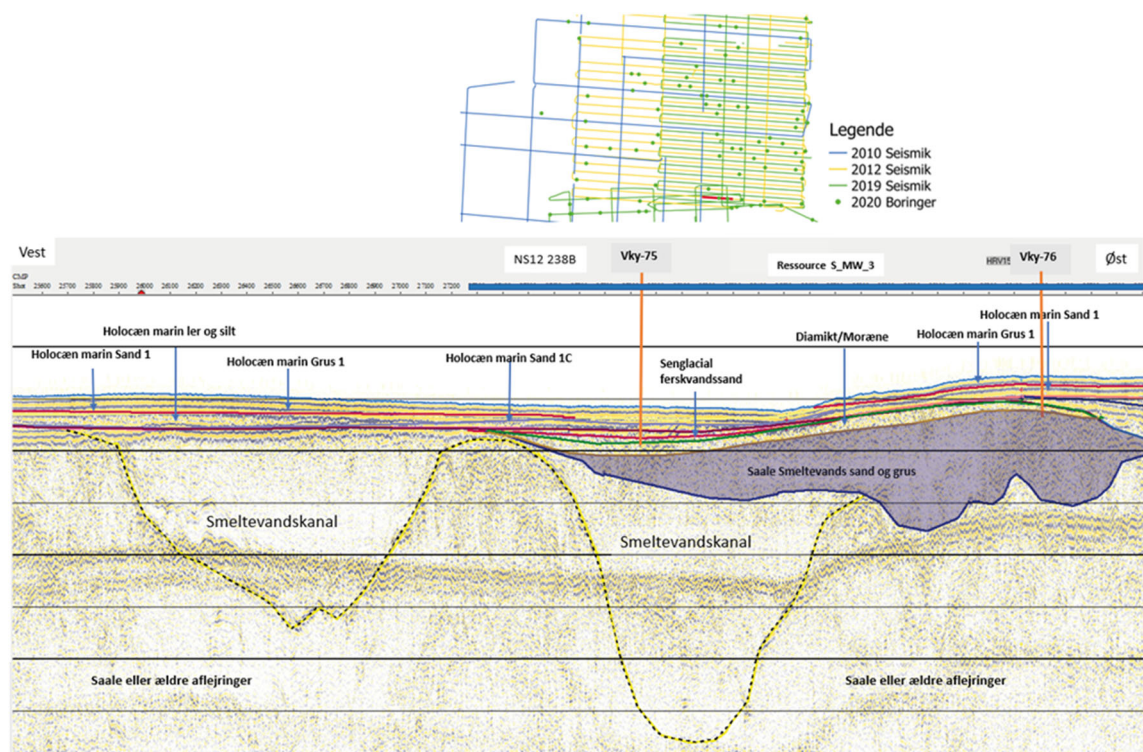 Legende
2010 Seismik
2012 Seismik
2019 Seismik
2020 Boringer
Vest
NS12 238B
Vky-75
Ressource S_MW_3
Vky-76
Øst
CMP
Shot
Holocæn marin Sand 1
Holocæn marin ler og silt
Holocæn marin Grus 1
Holocæn marin Sand 1
Holocæn marin Grus 1
Holocæn marin Sand 1C
Senglacial
ferskvandssand
Diamikt/Moræne
Saale Smeltevands sand og grus
Smeltevandskanal
Smeltevandskanal
Saale eller ældre aflejringer
Saale eller ældre aflejringer